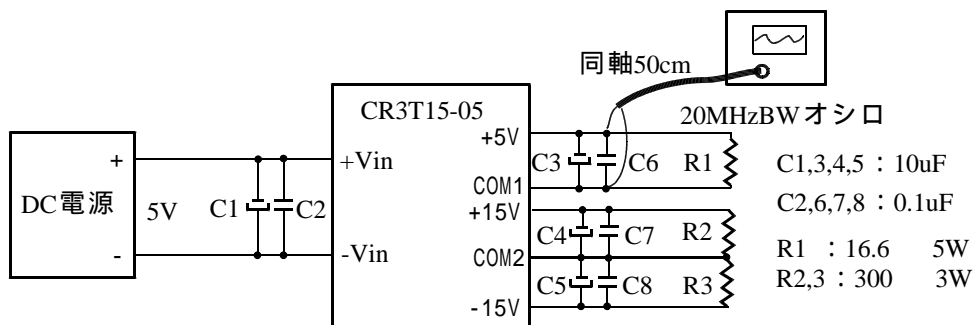 同軸50cm
20MHzBWオシロ
CR3T15-05
DC電源
+
-
5V
C1
C2
+Vin
-Vin
+5V
COM1
+15V
COM2
-15V
C3
C6
R1
C4
C7
R2
C5
C8
R3
C1,3,4,5：10uF
C2,6,7,8：0.1uF
R1 ：16.6 5W
R2,3：300 3W